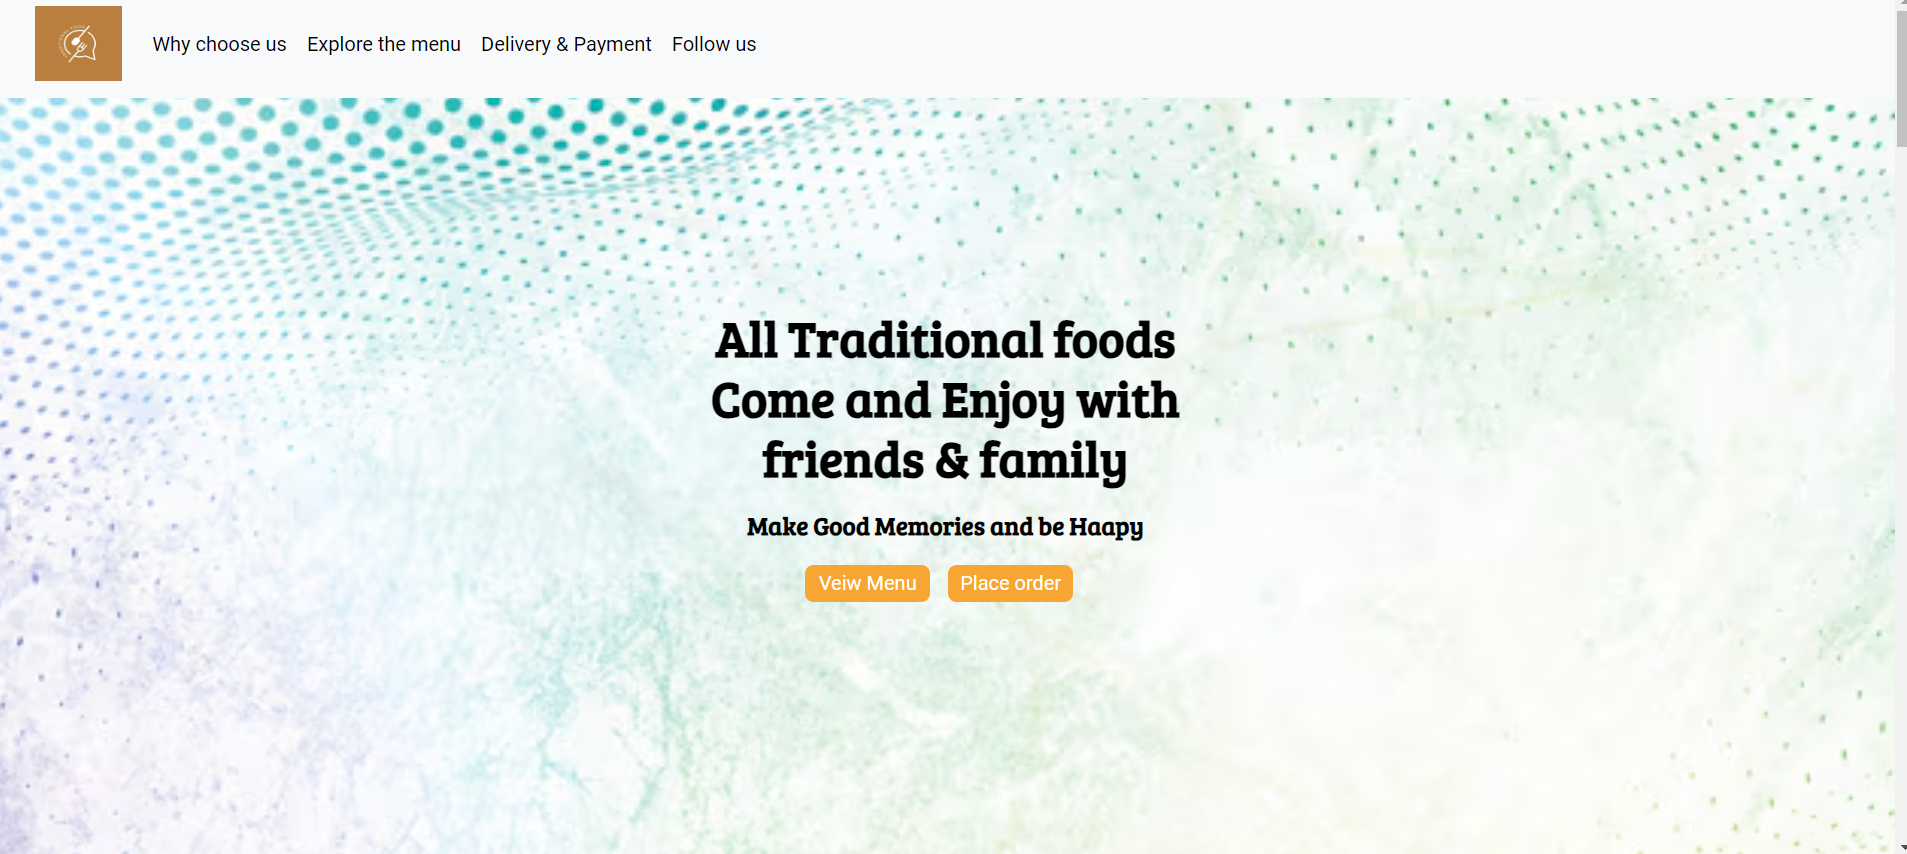 Why choose us Explore the menu Delivery & Payment Follow us
All Traditional foods
Come and Enjoy with
friends & family
Make Good Memories and be Haapy
Veiw Menu Place order